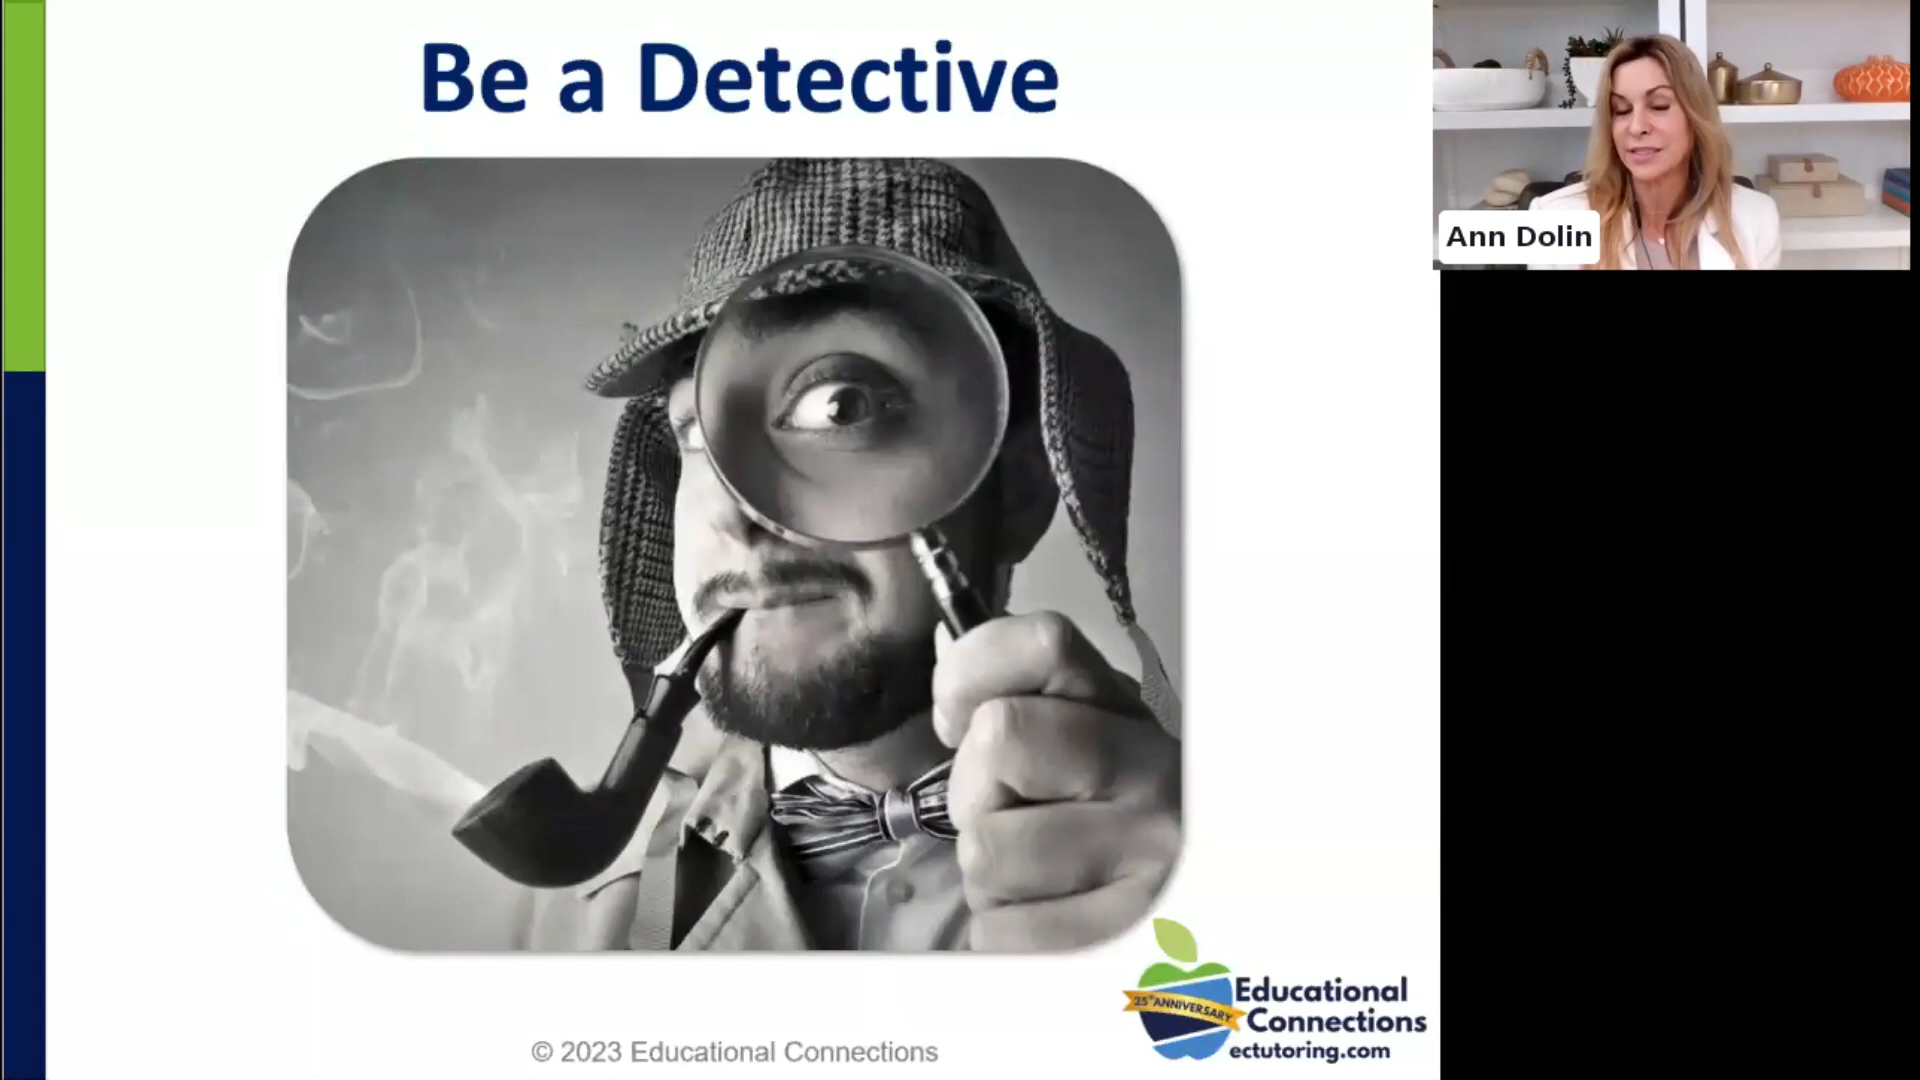 Be a Detective
Ann Dolin
25th ANNIVERSARY
Educational
Connections
ectutoring.com
© 2023 Educational Connections